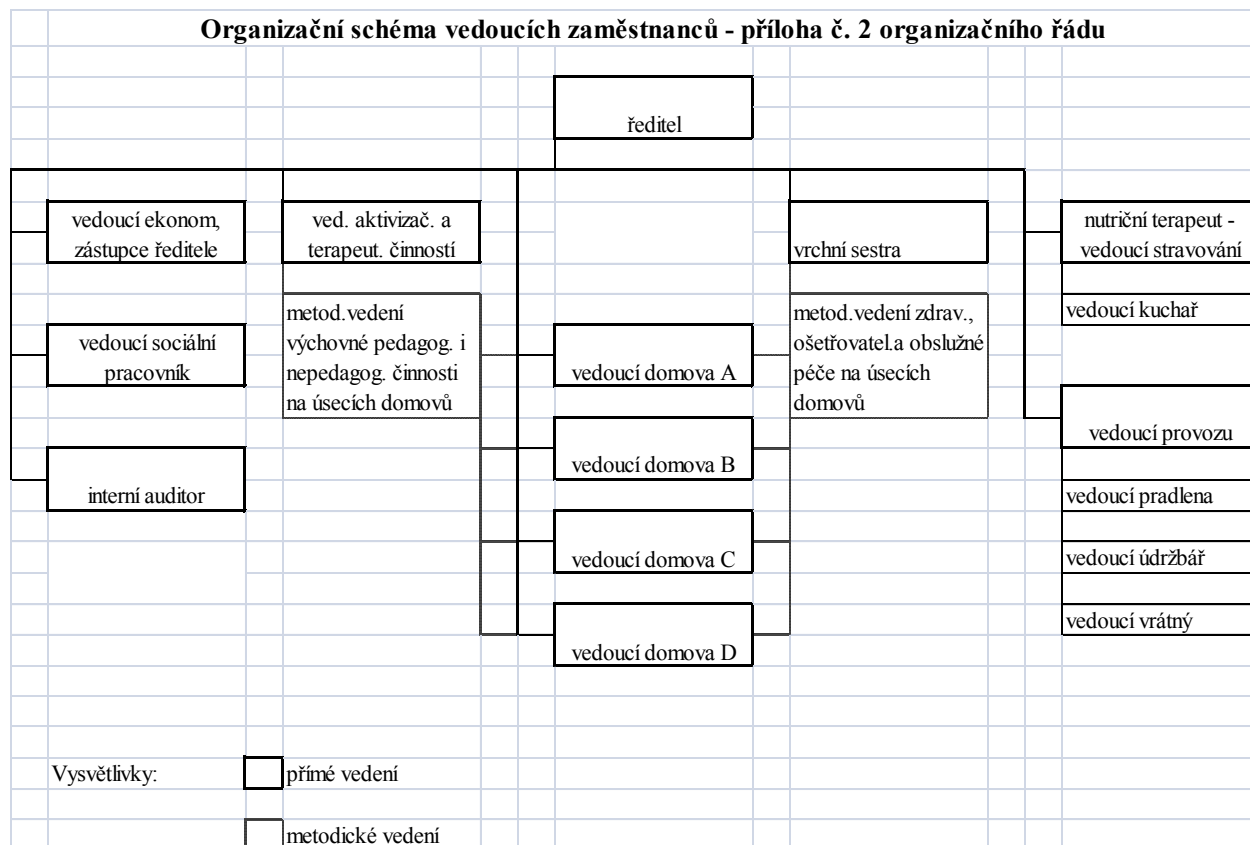 Organizační schéma vedoucích zaměstnanců - příloha č. 2 organizačního řádu
ředitel
vedoucí ekonom,
zástupce ředitele
ved. aktivizač. a
terapeut. činností
vrchní sestra
nutriční terapeut -
vedoucí stravování
metod.vedení
výchovné pedagog. i
nepedagog. činnosti
na úsecích domovů
metod.vedení zdrav.,
ošetřovatel.a obslužné
péče na úsecích
domovů
vedoucí kuchař
vedoucí sociální
pracovník
vedoucí domova A
vedoucí provozu
vedoucí domova B
interní auditor
vedoucí pradlena
vedoucí domova C
vedoucí údržbář
vedoucí vrátný
vedoucí domova D
Vysvětlivky:
přímé vedení
metodické vedení